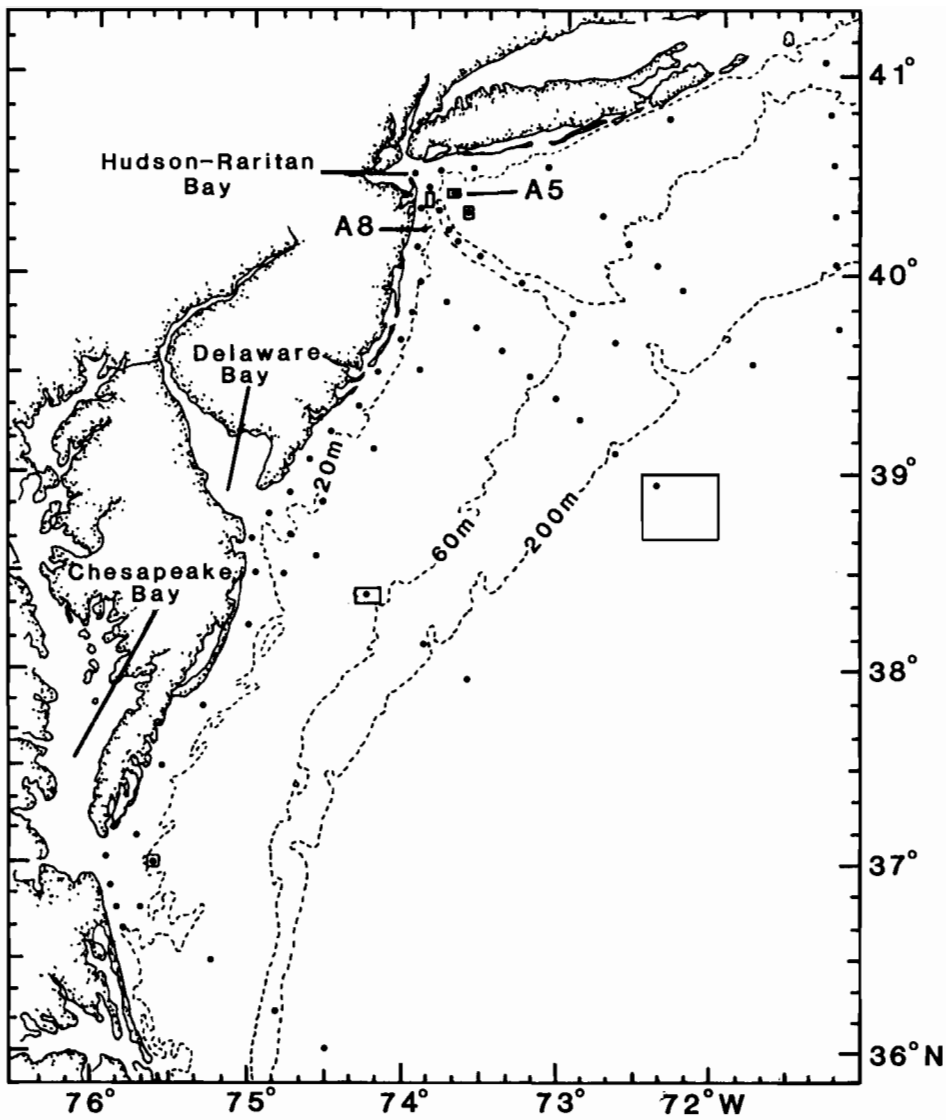 41°
Hudson-Raritan
Bay
A5
A8
40°
Delaware
Bay
20m
39°
60m
200m
Chesapeake
Bay
38°
37°
36°N
76°
75°
74°
73°
72°W